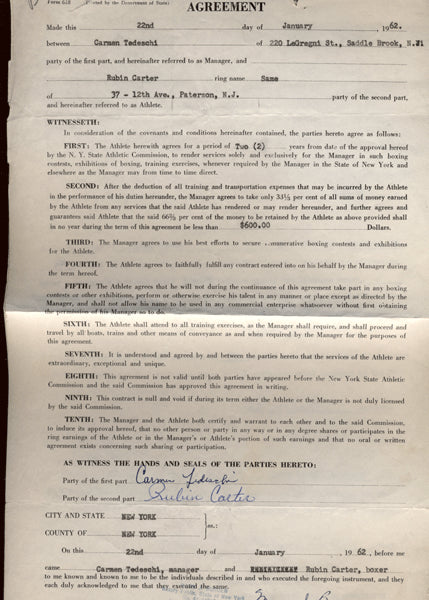 Form 618 (Printed by the Department of State)
AGREEMENT
Made this 22nd day of January , 1962.
between Carmen Tedeschi of 220 LeGregni St., Saddle Brook, N.J.
party of the first part, and hereinafter referred to as Manager, and
Rubin Carter ring name Same
of 37 - 12th Ave., Paterson, N.J. party of the second part,
and hereinafter referred to as Athlete.
WITNESSETH:
In consideration of the covenants and conditions hereinafter contained, the parties hereto agree as follows:
FIRST: The Athlete herewith agrees for a period of Two (2) years from date of the approval hereof
by the N. Y. State Athletic Commission, to render services solely and exclusively for the Manager in such boxing
contests, exhibitions of boxing, training exercises, whenever required by the Manager in the State of New York and
elsewhere as the Manager may from time to time direct.
SECOND: After the deduction of all training and transportation expenses that may be incurred by the Athlete
in the performance of his duties hereunder, the Manager agrees to take only 33⅓ per cent of all sums of money earned
by the Athlete from any services that the said Athlete has rendered or may render hereunder, and further agrees and
guarantees said Athlete that the said 66⅔ per cent of the money to be retained by the Athlete as above provided shall
in no year during the term of this agreement be less than $600.00 Dollars.
THIRD: The Manager agrees to use his best efforts to secure remunerative boxing contests and exhibitions
for the Athlete.
FOURTH: The Athlete agrees to faithfully fulfill any contract entered into on his behalf by the Manager during
the term hereof.
FIFTH: The Athlete agrees that he will not during the continuance of this agreement take part in any boxing
contests or other exhibitions, perform or otherwise exercise his talent in any manner or place except as directed by the
Manager, and shall not allow his name to be used in any commercial enterprise whatsoever without first obtaining
the permission of his Manager so to do.
SIXTH: The Athlete shall attend to all training exercises, as the Manager shall require, and shall proceed and
travel by all boats, trains and other means of conveyance as and when required by the Manager for the purposes of
this agreement.
SEVENTH: It is understood and agreed by and between the parties hereto that the services of the Athlete are
extraordinary, exceptional and unique.
EIGHTH: This agreement is not valid until both parties have appeared before the New York State Athletic
Commission and the said Commission has approved this agreement in writing.
NINTH: This contract is null and void if during its term either the Athlete or the Manager is not duly licensed
by the said Commission.
TENTH: The Manager and the Athlete both certify and warrant to each other and to the said Commission,
to induce its approval hereof, that no other person or party in any way or in any degree shares or participates in the
ring earnings of the Athlete or in the Manager's or Athlete's portion of such earnings and that no oral or written
agreement exists concerning such sharing or participation.
AS WITNESS THE HANDS AND SEALS OF THE PARTIES HERETO:
Party of the first part Carmen Tedeschi
Party of the second part Rubin Carter
CITY AND STATE NEW YORK
ss.:
COUNTY OF NEW YORK
On this 22nd day of January , 1962, before me
came Carmen Tedeschi, manager and Rubin Carter, boxer
to me known and known to me to be the individuals described in and who executed the foregoing instrument, and they
each duly acknowledged to me that they executed the same.